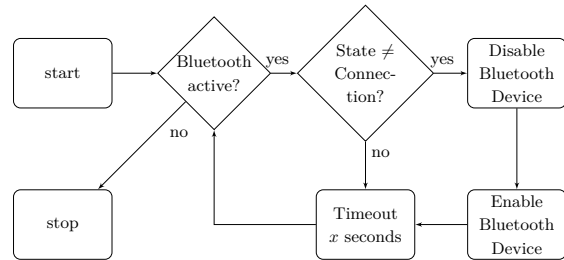 start
Bluetooth
active?
yes
State ≠
Connec-
tion?
yes
Disable
Bluetooth
Device
no
no
stop
Timeout
x seconds
Enable
Bluetooth
Device